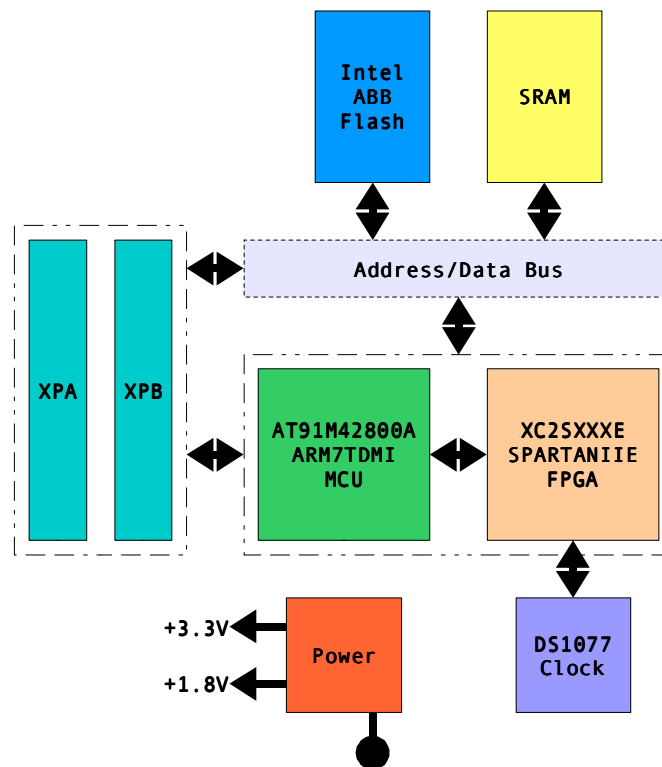 Intel
ABB
Flash
SRAM
Address/Data Bus
XPA
XPB
AT91M42800A
ARM7TDMI
MCU
XC2SXXXE
SPARTANIIE
FPGA
+3.3V
+1.8V
Power
DS1077
Clock